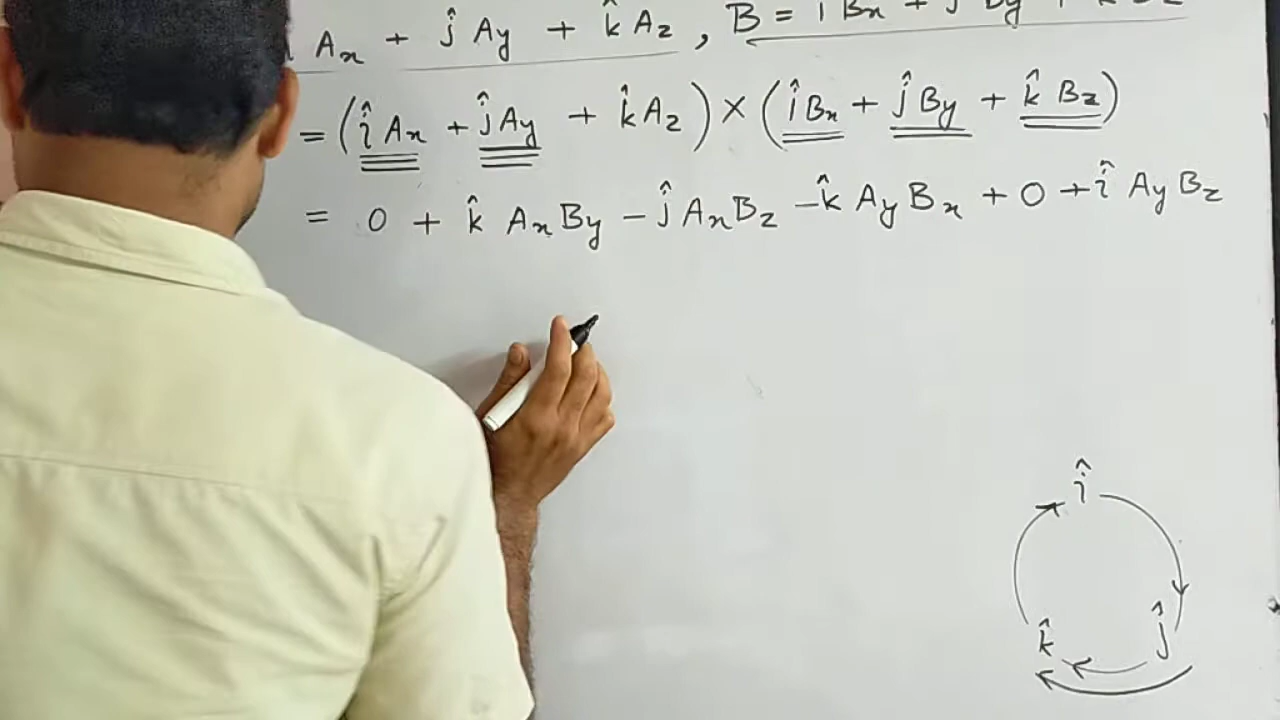 Ax + ĵ Ay + k̂ Az , B = î Bx + ĵ By + k̂ Bz
= (î Ax + ĵ Ay + k̂ Az) × (î Bx + ĵ By + k̂ Bz)
= 0 + k̂ Ax By - ĵ Ax Bz - k̂ Ay Bx + 0 + î Ay Bz
î
k̂ ĵ